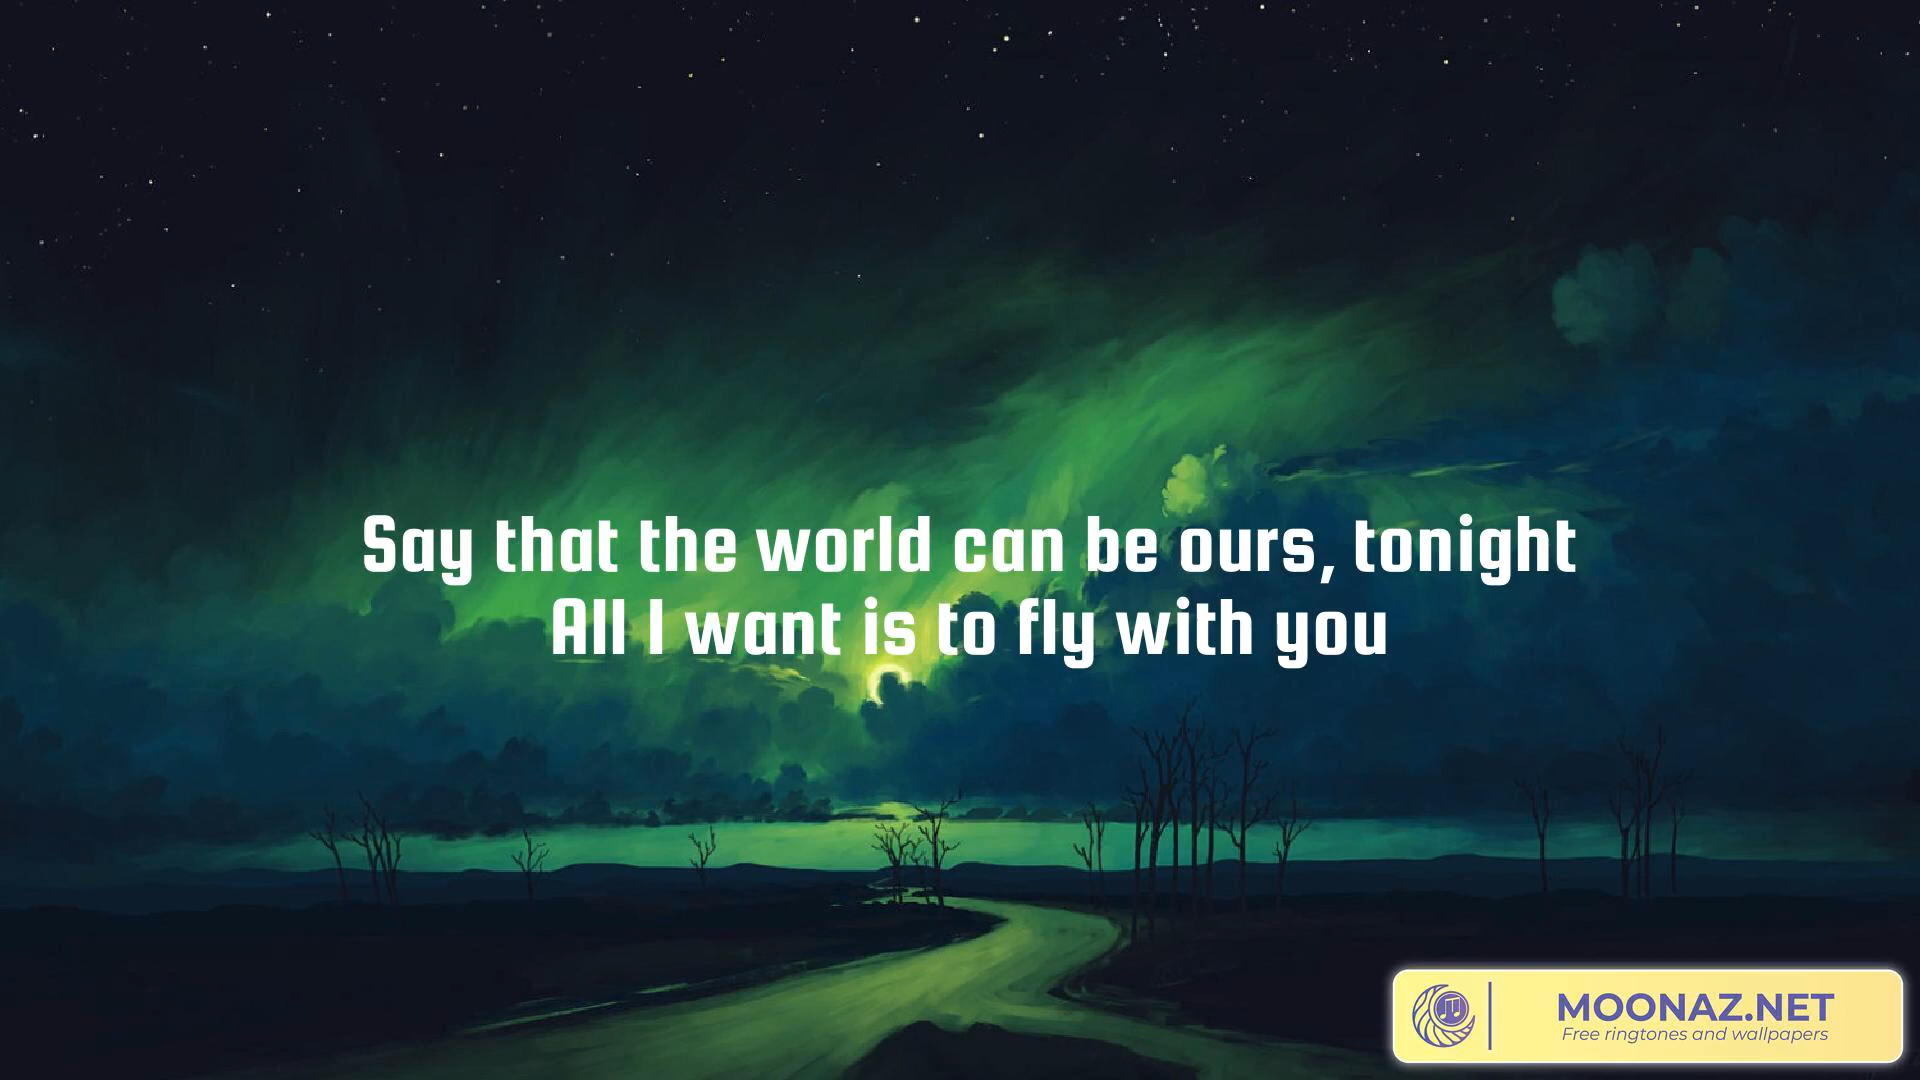 Say that the world can be ours, tonight
All I want is to fly with you
MOONAZ.NET
Free ringtones and wallpapers